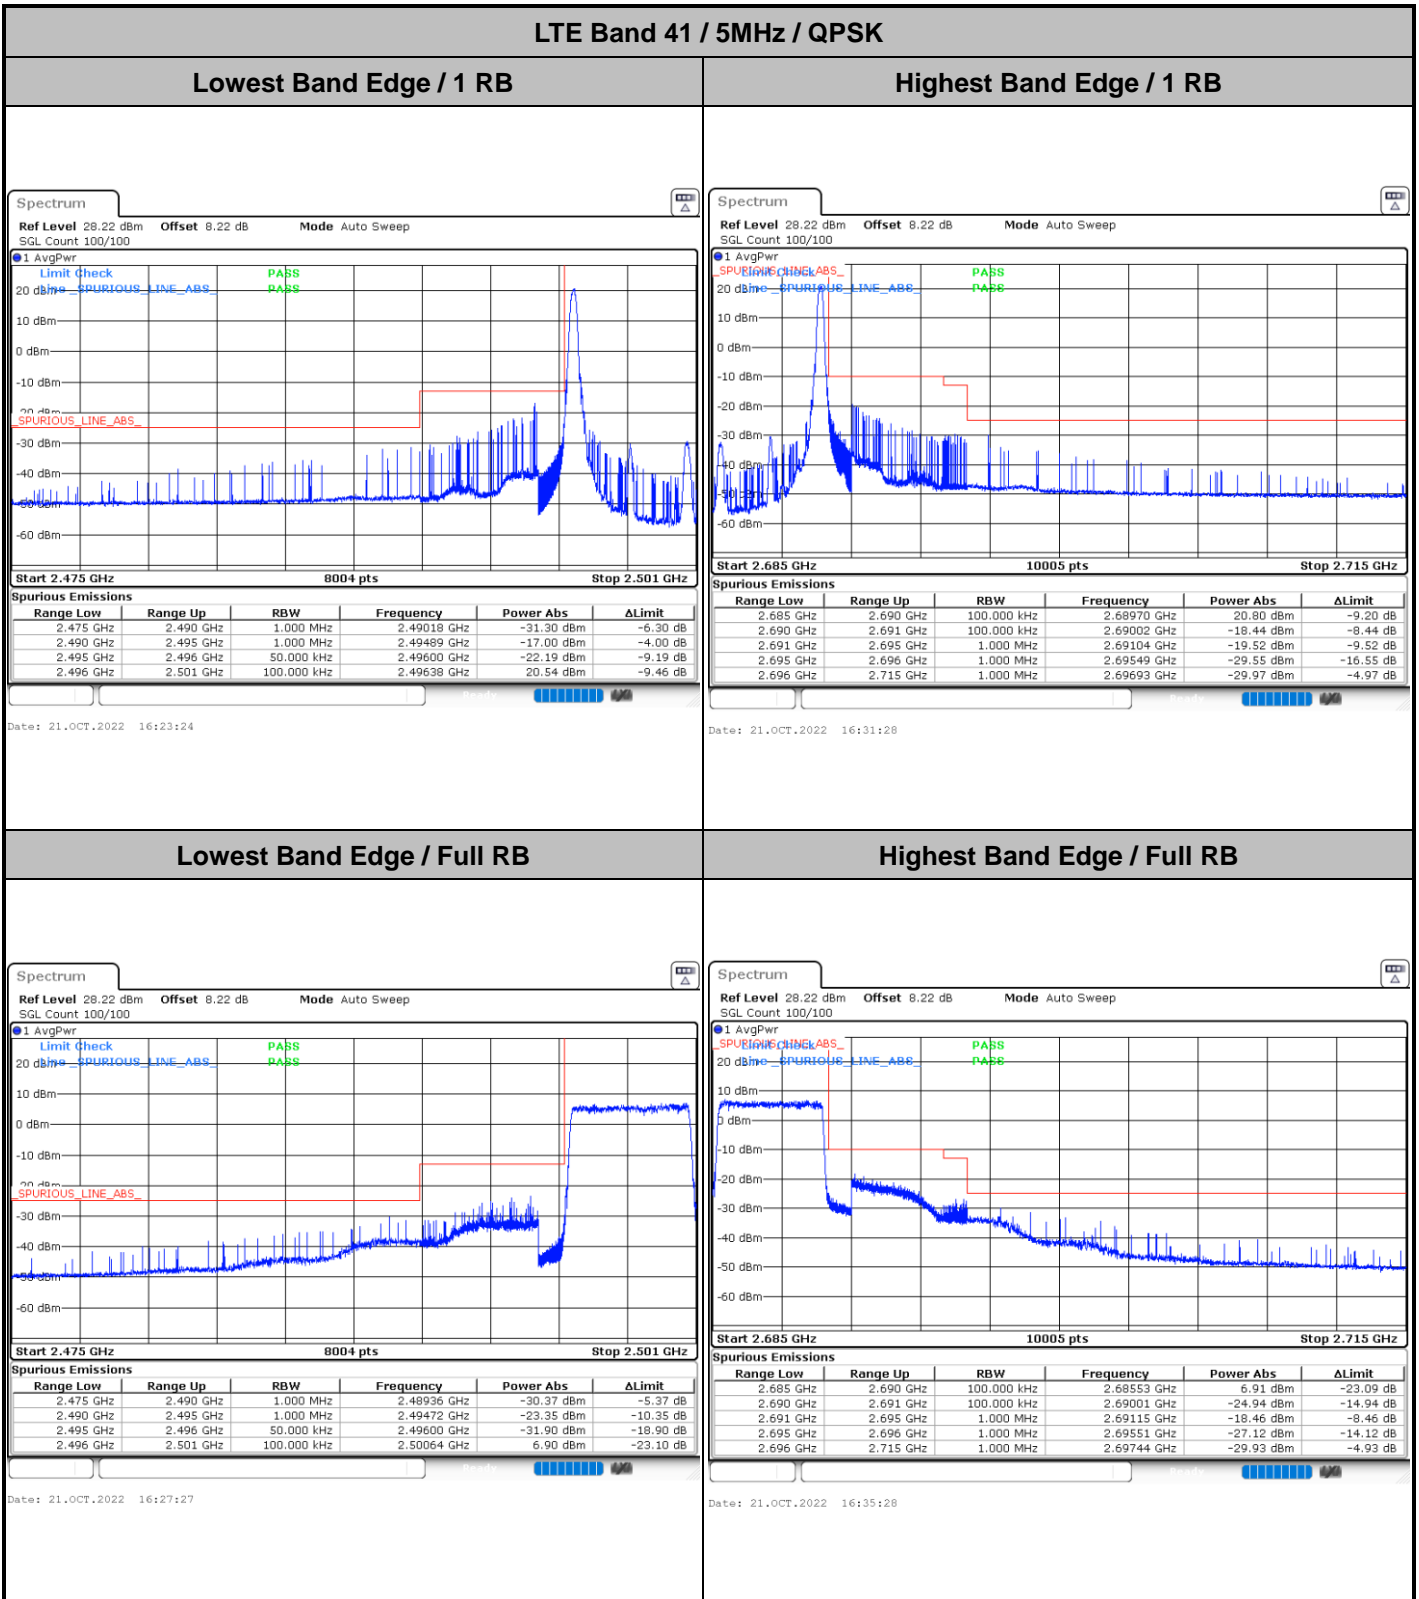 LTE Band 41 / 5MHz / QPSK
Lowest Band Edge / 1 RB
Highest Band Edge / 1 RB
Spectrum
Ref Level 28.22 dBm Offset 8.22 dB Mode Auto Sweep
SGL Count 100/100
1 AvgPwr
Limit Check PASS
Line _SPURIOUS_LINE_ABS_ PASS
20 dBm
10 dBm
0 dBm
-10 dBm
-20 dBm
_SPURIOUS_LINE_ABS_
-30 dBm
-40 dBm
-50 dBm
-60 dBm
Start 2.475 GHz 8004 pts Stop 2.501 GHz
Spurious Emissions
Range Low Range Up RBW Frequency Power Abs ΔLimit
2.475 GHz 2.490 GHz 1.000 MHz 2.49018 GHz -31.30 dBm -6.30 dB
2.490 GHz 2.495 GHz 1.000 MHz 2.49489 GHz -17.00 dBm -4.00 dB
2.495 GHz 2.496 GHz 50.000 kHz 2.49600 GHz -22.19 dBm -9.19 dB
2.496 GHz 2.501 GHz 100.000 kHz 2.49638 GHz 20.54 dBm -9.46 dB
Ready
Date: 21.OCT.2022 16:23:24
Spectrum
Ref Level 28.22 dBm Offset 8.22 dB Mode Auto Sweep
SGL Count 100/100
1 AvgPwr
_SPURIOUS_LINE_ABS_
Limit Check PASS
Line _SPURIOUS_LINE_ABS_ PASS
20 dBm
10 dBm
0 dBm
-10 dBm
-20 dBm
-30 dBm
-40 dBm
-50 dBm
-60 dBm
Start 2.685 GHz 10005 pts Stop 2.715 GHz
Spurious Emissions
Range Low Range Up RBW Frequency Power Abs ΔLimit
2.685 GHz 2.690 GHz 100.000 kHz 2.68970 GHz 20.80 dBm -9.20 dB
2.690 GHz 2.691 GHz 100.000 kHz 2.69002 GHz -18.44 dBm -8.44 dB
2.691 GHz 2.695 GHz 1.000 MHz 2.69104 GHz -19.52 dBm -9.52 dB
2.695 GHz 2.696 GHz 1.000 MHz 2.69549 GHz -29.55 dBm -16.55 dB
2.696 GHz 2.715 GHz 1.000 MHz 2.69693 GHz -29.97 dBm -4.97 dB
Ready
Date: 21.OCT.2022 16:31:28
Lowest Band Edge / Full RB
Highest Band Edge / Full RB
Spectrum
Ref Level 28.22 dBm Offset 8.22 dB Mode Auto Sweep
SGL Count 100/100
1 AvgPwr
Limit Check PASS
Line _SPURIOUS_LINE_ABS_ PASS
20 dBm
10 dBm
0 dBm
-10 dBm
-20 dBm
_SPURIOUS_LINE_ABS_
-30 dBm
-40 dBm
-50 dBm
-60 dBm
Start 2.475 GHz 8004 pts Stop 2.501 GHz
Spurious Emissions
Range Low Range Up RBW Frequency Power Abs ΔLimit
2.475 GHz 2.490 GHz 1.000 MHz 2.48936 GHz -30.37 dBm -5.37 dB
2.490 GHz 2.495 GHz 1.000 MHz 2.49472 GHz -23.35 dBm -10.35 dB
2.495 GHz 2.496 GHz 50.000 kHz 2.49600 GHz -31.90 dBm -18.90 dB
2.496 GHz 2.501 GHz 100.000 kHz 2.50064 GHz 6.90 dBm -23.10 dB
Ready
Date: 21.OCT.2022 16:27:27
Spectrum
Ref Level 28.22 dBm Offset 8.22 dB Mode Auto Sweep
SGL Count 100/100
1 AvgPwr
_SPURIOUS_LINE_ABS_
Limit Check PASS
Line _SPURIOUS_LINE_ABS_ PASS
20 dBm
10 dBm
0 dBm
-10 dBm
-20 dBm
-30 dBm
-40 dBm
-50 dBm
-60 dBm
Start 2.685 GHz 10005 pts Stop 2.715 GHz
Spurious Emissions
Range Low Range Up RBW Frequency Power Abs ΔLimit
2.685 GHz 2.690 GHz 100.000 kHz 2.68553 GHz 6.91 dBm -23.09 dB
2.690 GHz 2.691 GHz 100.000 kHz 2.69001 GHz -24.94 dBm -14.94 dB
2.691 GHz 2.695 GHz 1.000 MHz 2.69115 GHz -18.46 dBm -8.46 dB
2.695 GHz 2.696 GHz 1.000 MHz 2.69551 GHz -27.12 dBm -14.12 dB
2.696 GHz 2.715 GHz 1.000 MHz 2.69744 GHz -29.93 dBm -4.93 dB
Ready
Date: 21.OCT.2022 16:35:28